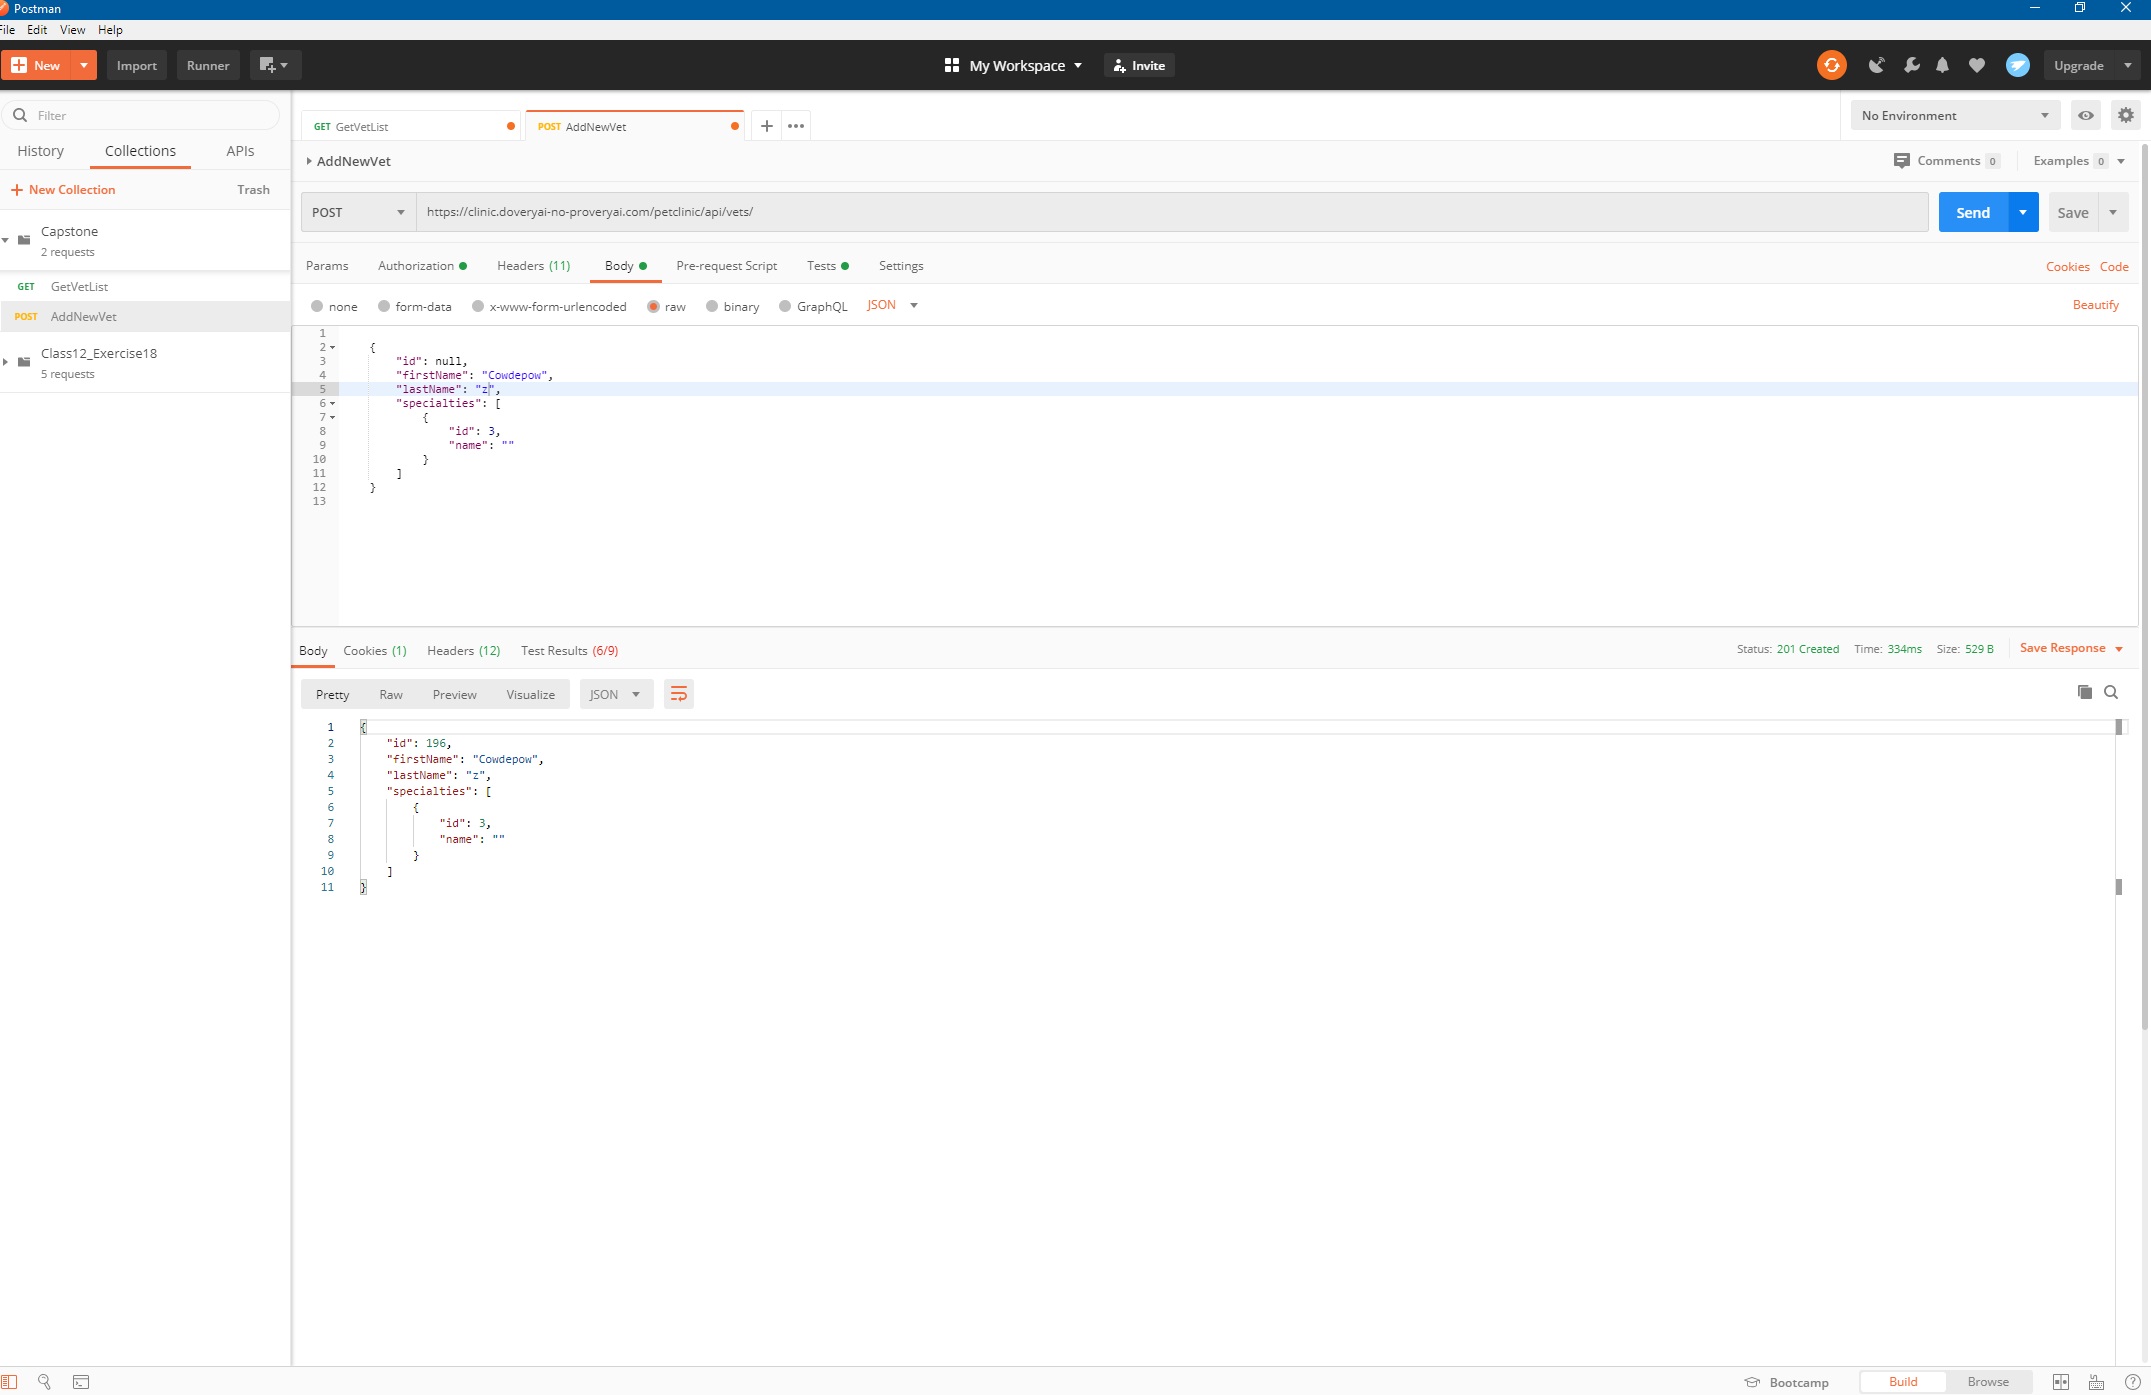 Postman
File Edit View Help
New Import Runner My Workspace Invite Upgrade
Filter
History Collections APIs
New Collection Trash
Capstone
2 requests
GET GetVetList
POST AddNewVet
Class12_Exercise18
5 requests
GET GetVetList POST AddNewVet No Environment
AddNewVet Comments 0 Examples 0
POST https://clinic.doveryai-no-proveryai.com/petclinic/api/vets/ Send Save
Params Authorization Headers (11) Body Pre-request Script Tests Settings Cookies Code
none form-data x-www-form-urlencoded raw binary GraphQL JSON Beautify
1
2 {
3 "id": null,
4 "firstName": "Cowdepow",
5 "lastName": "z",
6 "specialties": [
7 {
8 "id": 3,
9 "name": ""
10 }
11 ]
12 }
13
Body Cookies (1) Headers (12) Test Results (6/9) Status: 201 Created Time: 334ms Size: 529 B Save Response
Pretty Raw Preview Visualize JSON
1 {
2 "id": 196,
3 "firstName": "Cowdepow",
4 "lastName": "z",
5 "specialties": [
6 {
7 "id": 3,
8 "name": ""
9 }
10 ]
11 }
Bootcamp Build Browse